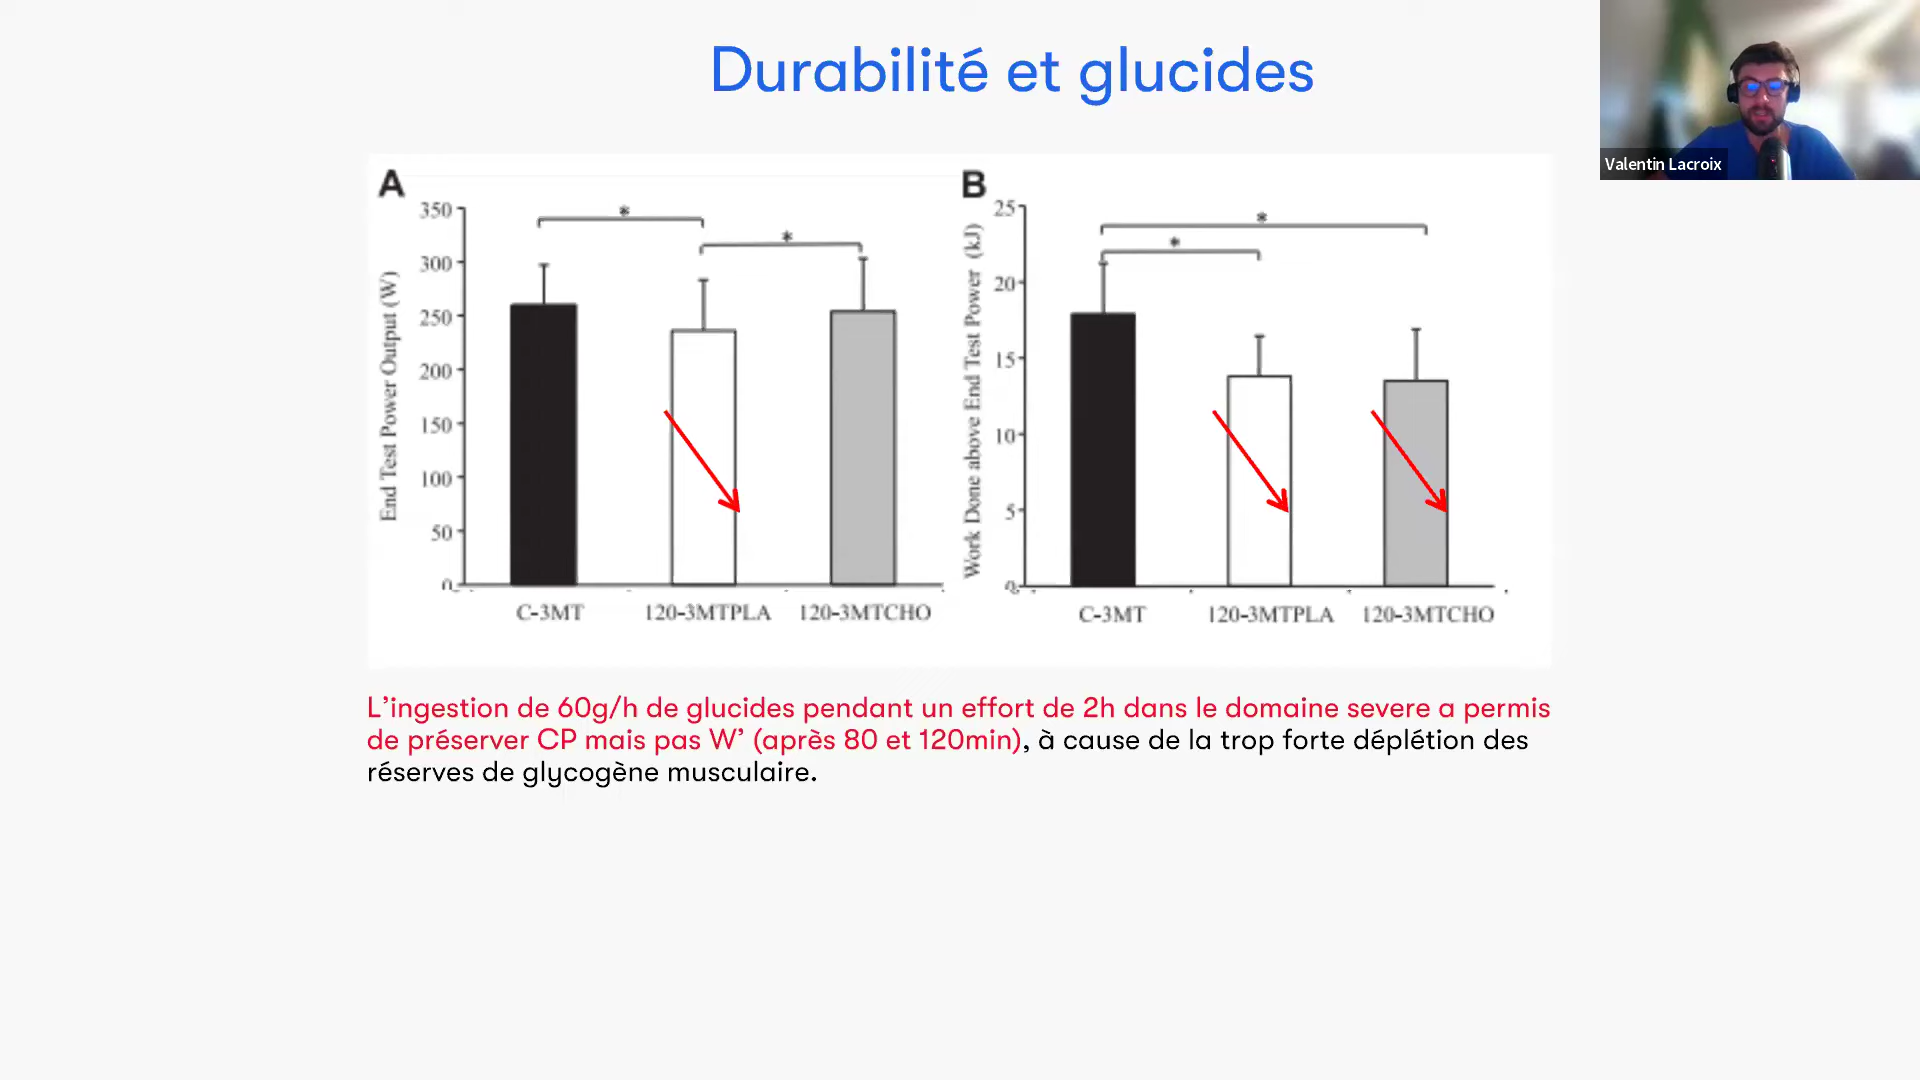 Durabilité et glucides
Valentin Lacroix
A
350
300
250
200
150
100
50
0
End Test Power Output (W)
*
*
C-3MT
120-3MTPLA
120-3MTCHO
B
25
20
15
10
5
0
Work Done above End Test Power (kJ)
*
*
C-3MT
120-3MTPLA
120-3MTCHO
L’ingestion de 60g/h de glucides pendant un effort de 2h dans le domaine severe a permis
de préserver CP mais pas W’ (après 80 et 120min), à cause de la trop forte déplétion des
réserves de glycogène musculaire.